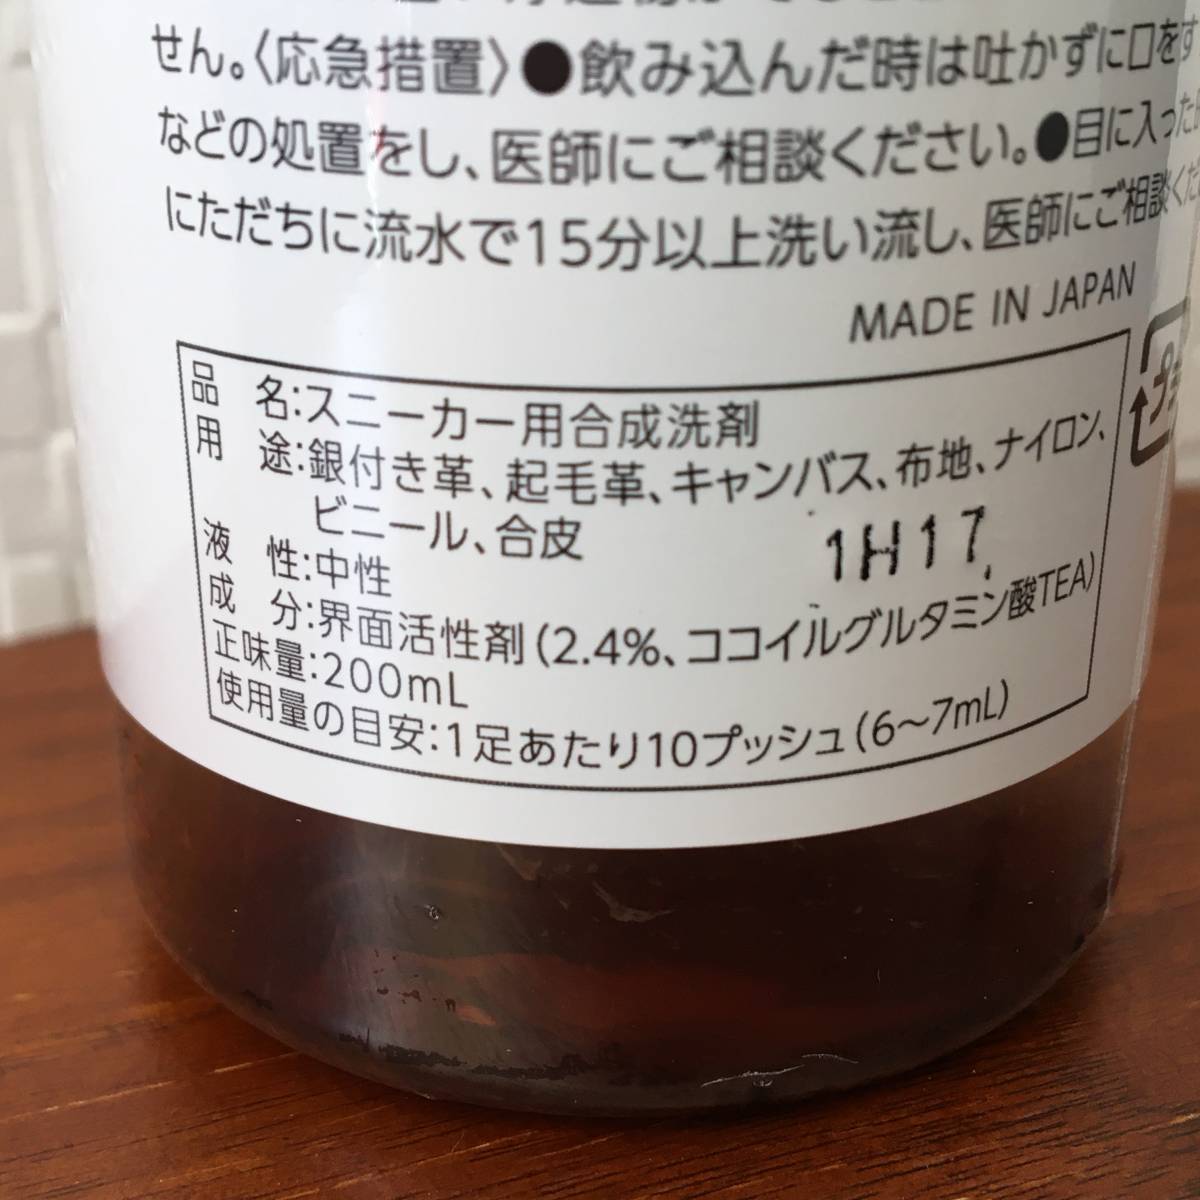 せん。〈応急措置〉●飲み込んだ時は吐かずに口をす
などの処置をし、医師にご相談ください。●目に入った
にただちに流水で15分以上洗い流し、医師にご相談くだ
MADE IN JAPAN
品 名:スニーカー用合成洗剤
用 途:銀付き革、起毛革、キャンバス、布地、ナイロン、
ビニール、合皮
1H17
液 性:中性
成 分:界面活性剤(2.4%、ココイルグルタミン酸TEA)
正味量:200mL
使用量の目安:1足あたり10プッシュ(6〜7mL)
プラ